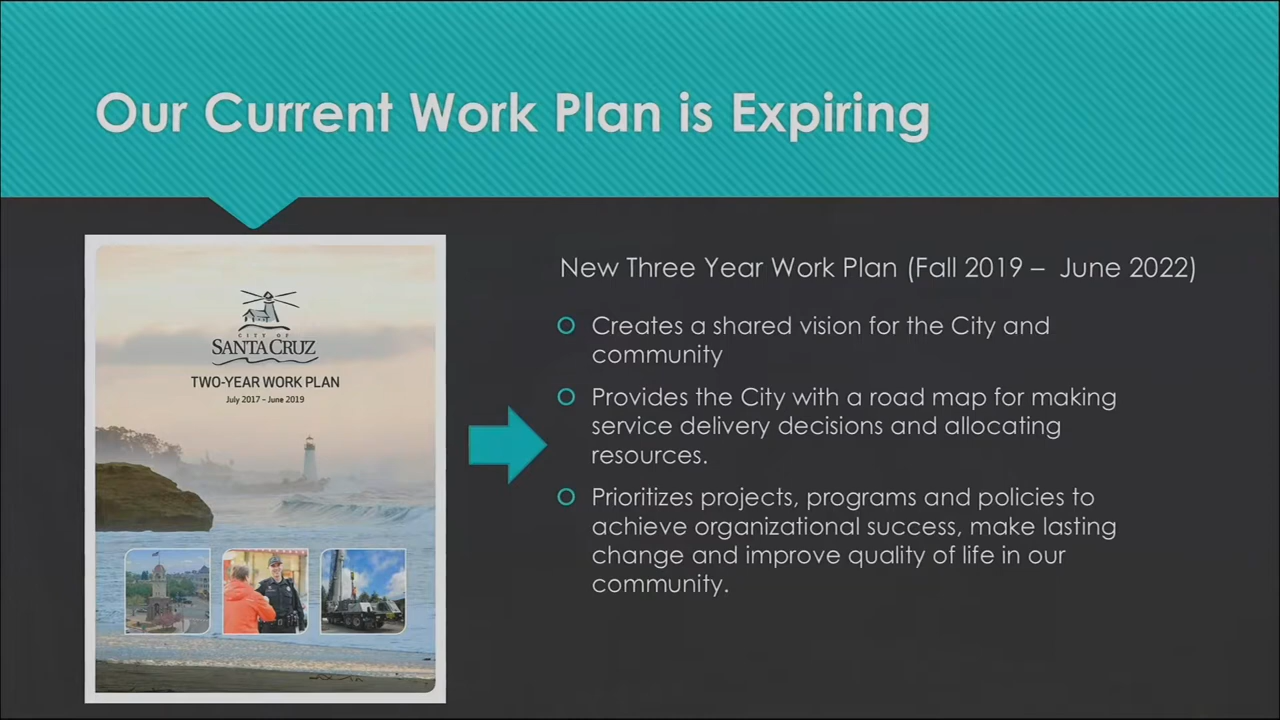 Our Current Work Plan is Expiring
CITY OF
SANTA CRUZ
TWO-YEAR WORK PLAN
July 2017 – June 2019
New Three Year Work Plan (Fall 2019 – June 2022)
Creates a shared vision for the City and
community
Provides the City with a road map for making
service delivery decisions and allocating
resources.
Prioritizes projects, programs and policies to
achieve organizational success, make lasting
change and improve quality of life in our
community.